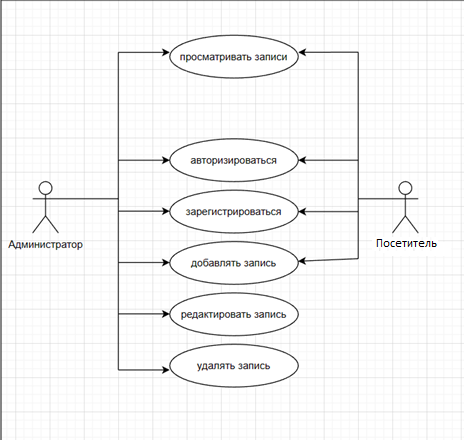 просматривать записи
авторизироваться
зарегистрироваться
Администратор
Посетитель
добавлять запись
редактировать запись
удалять запись